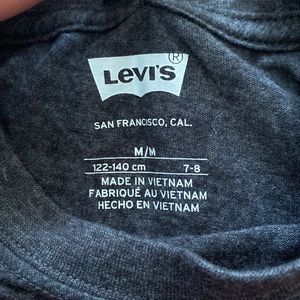 LEVI'S®
SAN FRANCISCO, CAL.
M/M
122-140 cm 7-8
MADE IN VIETNAM
FABRIQUÉ AU VIETNAM
HECHO EN VIETNAM